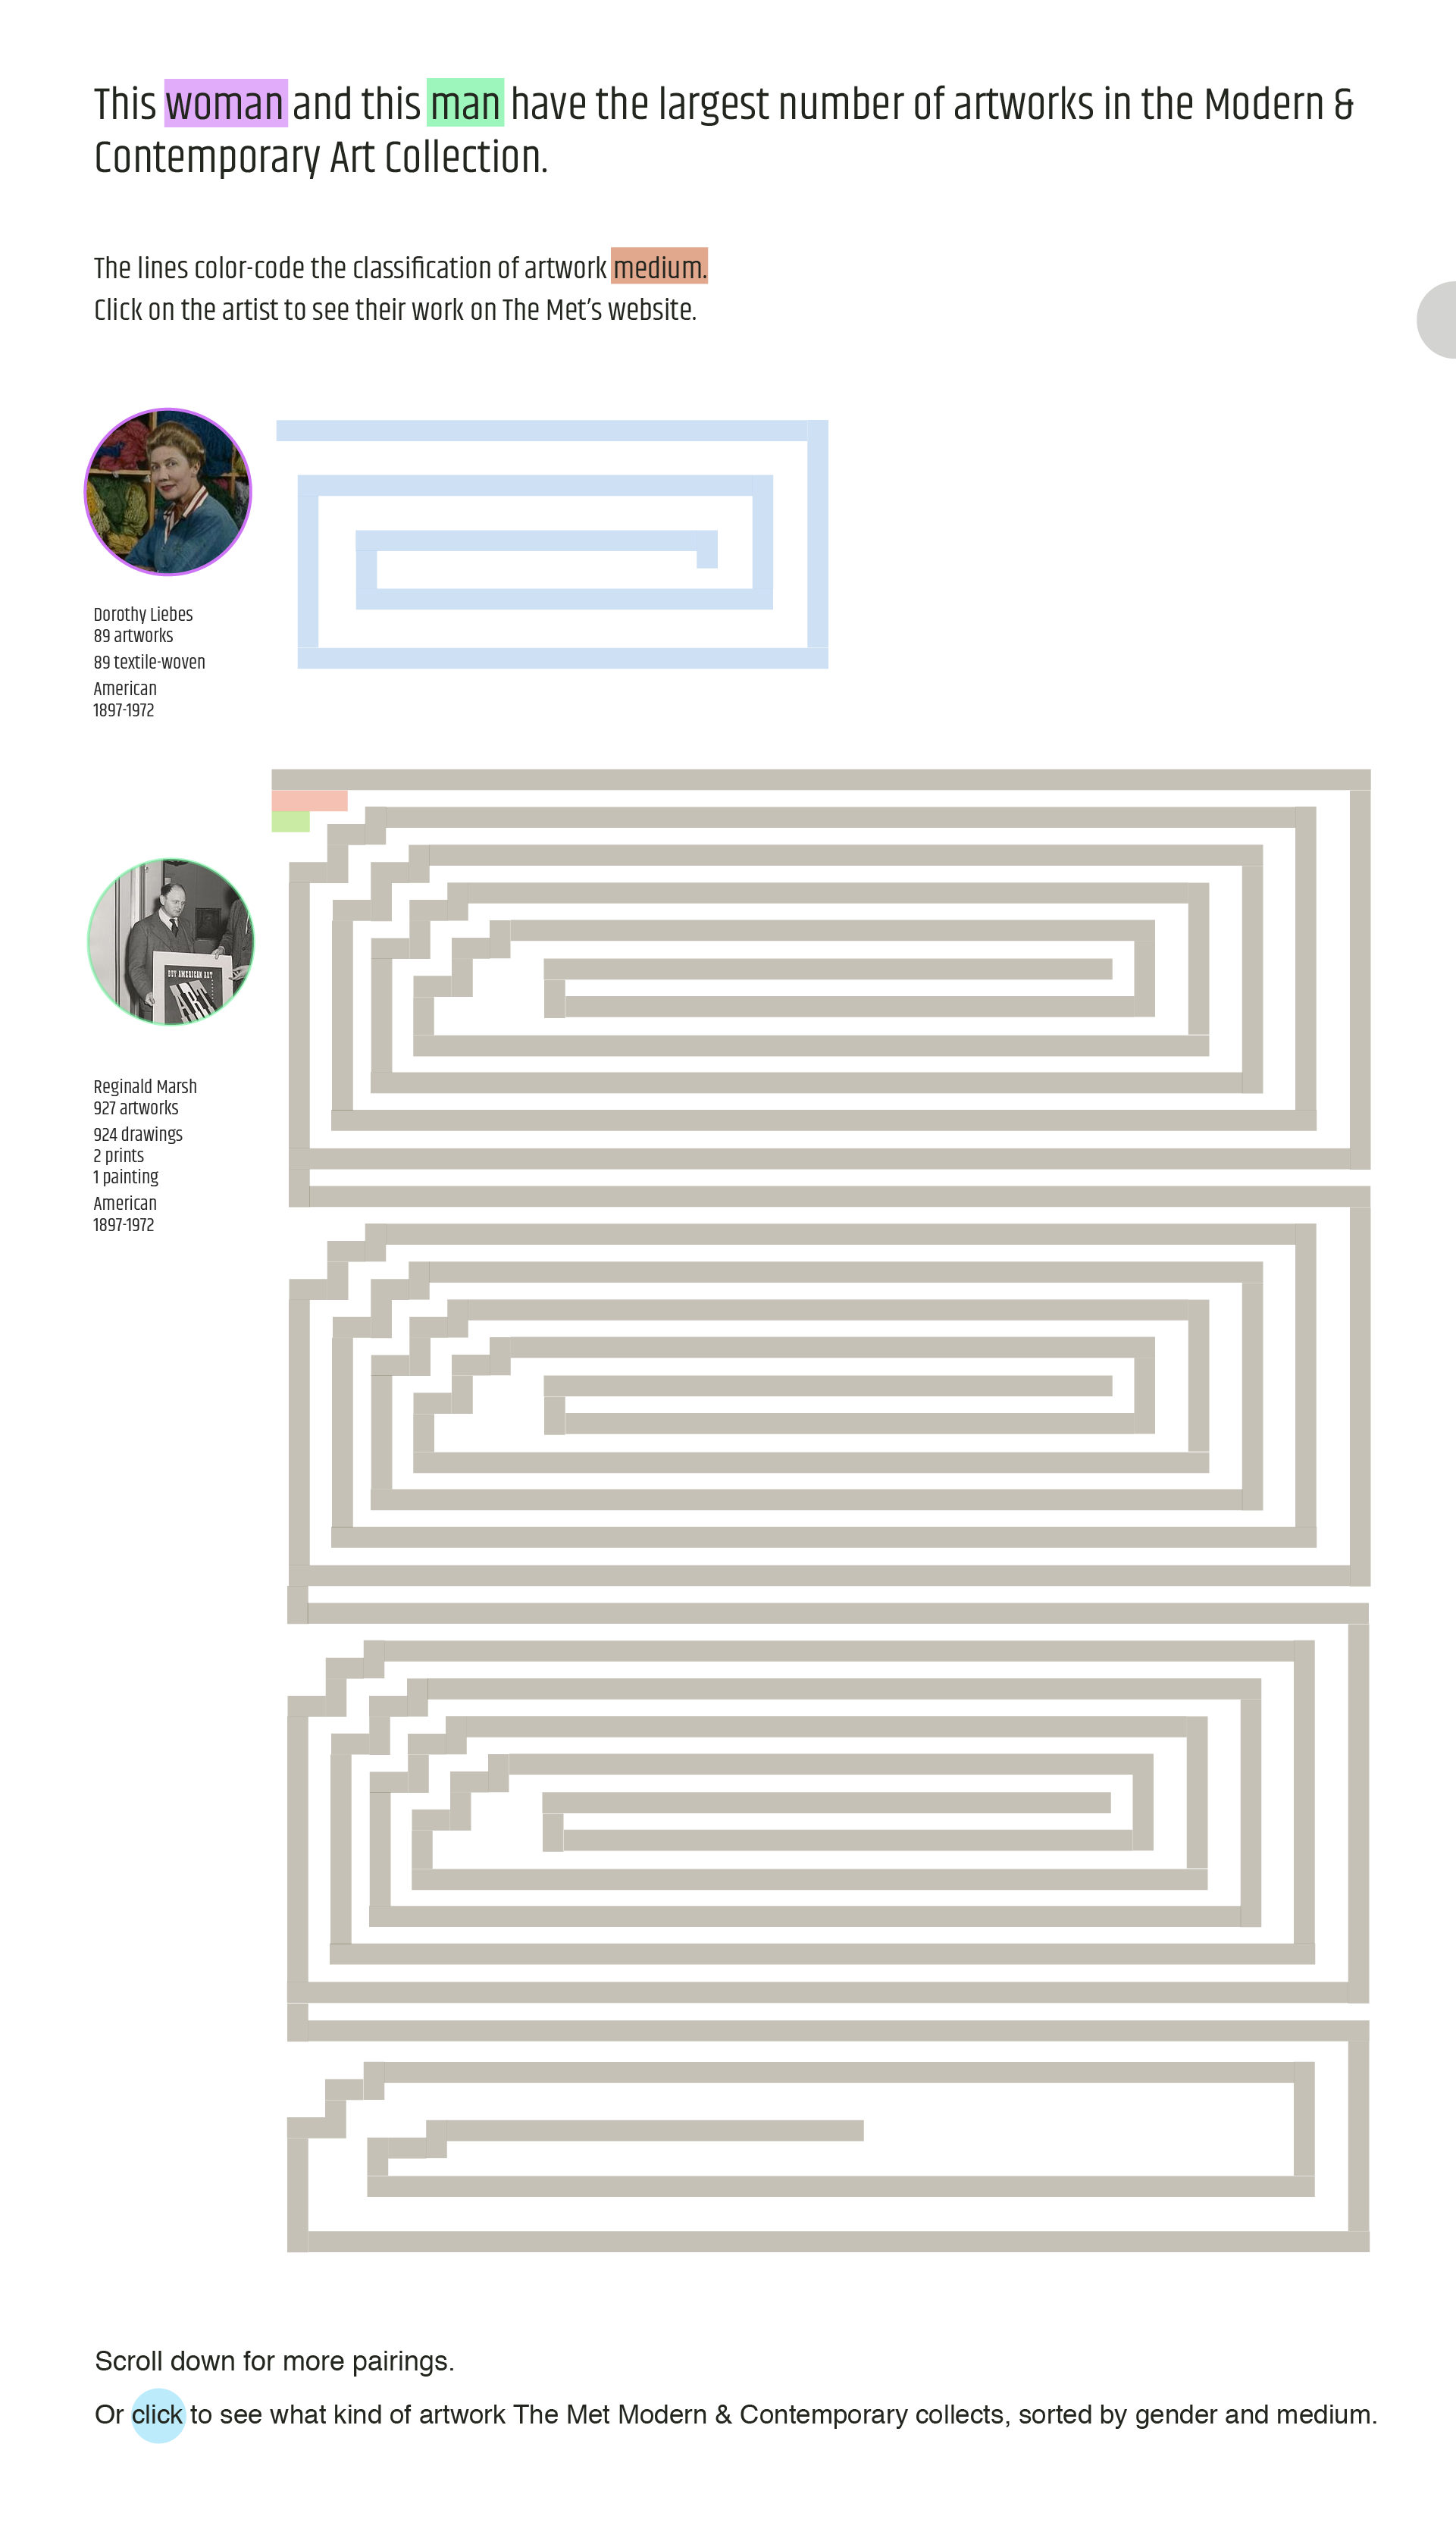 This woman and this man have the largest number of artworks in the Modern &
Contemporary Art Collection.
The lines color-code the classification of artwork medium.
Click on the artist to see their work on The Met’s website.
Dorothy Liebes
89 artworks
89 textile-woven
American
1897-1972
BUY AMERICAN ART
ART
Reginald Marsh
927 artworks
924 drawings
2 prints
1 painting
American
1897-1972
Scroll down for more pairings.
Or click to see what kind of artwork The Met Modern & Contemporary collects, sorted by gender and medium.